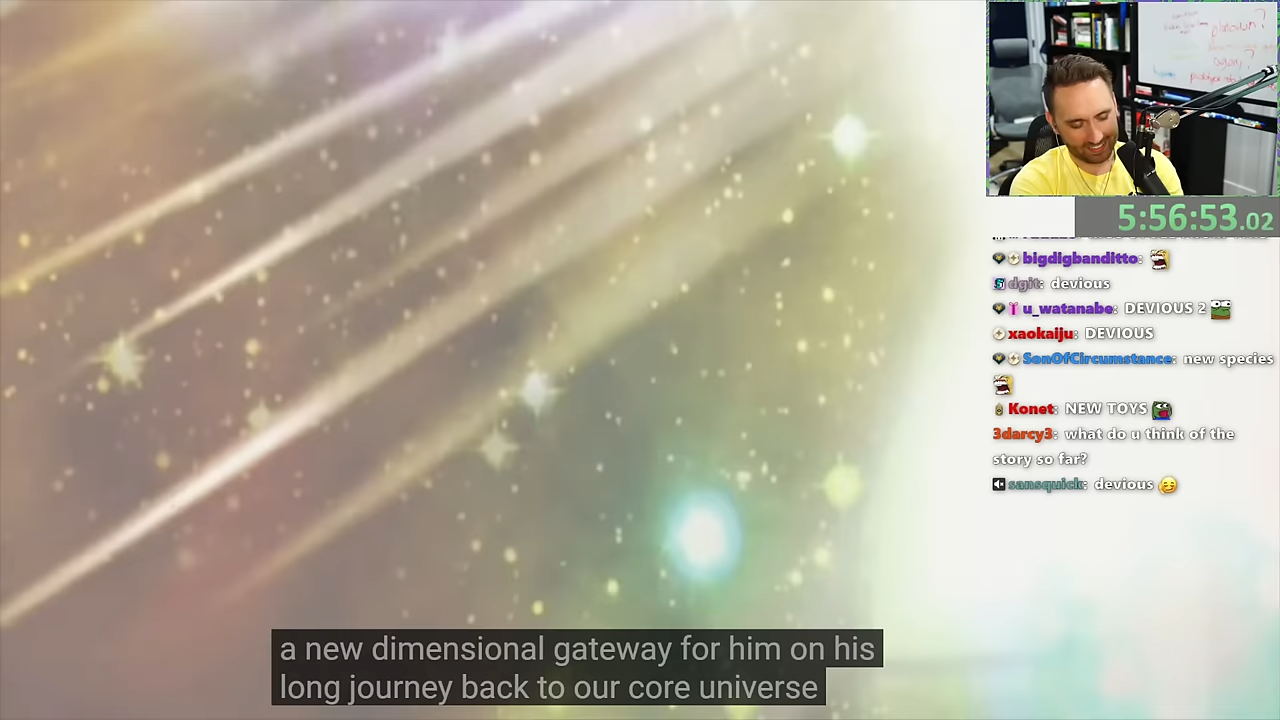 platown?
5:56:53.02
bigdigbanditto:
dgit: devious
u_watanabe: DEVIOUS 2
xaokaiju: DEVIOUS
SonOfCircumstance: new species
Konet: NEW TOYS
3darcy3: what do u think of the
story so far?
sansquick: devious
a new dimensional gateway for him on his
long journey back to our core universe